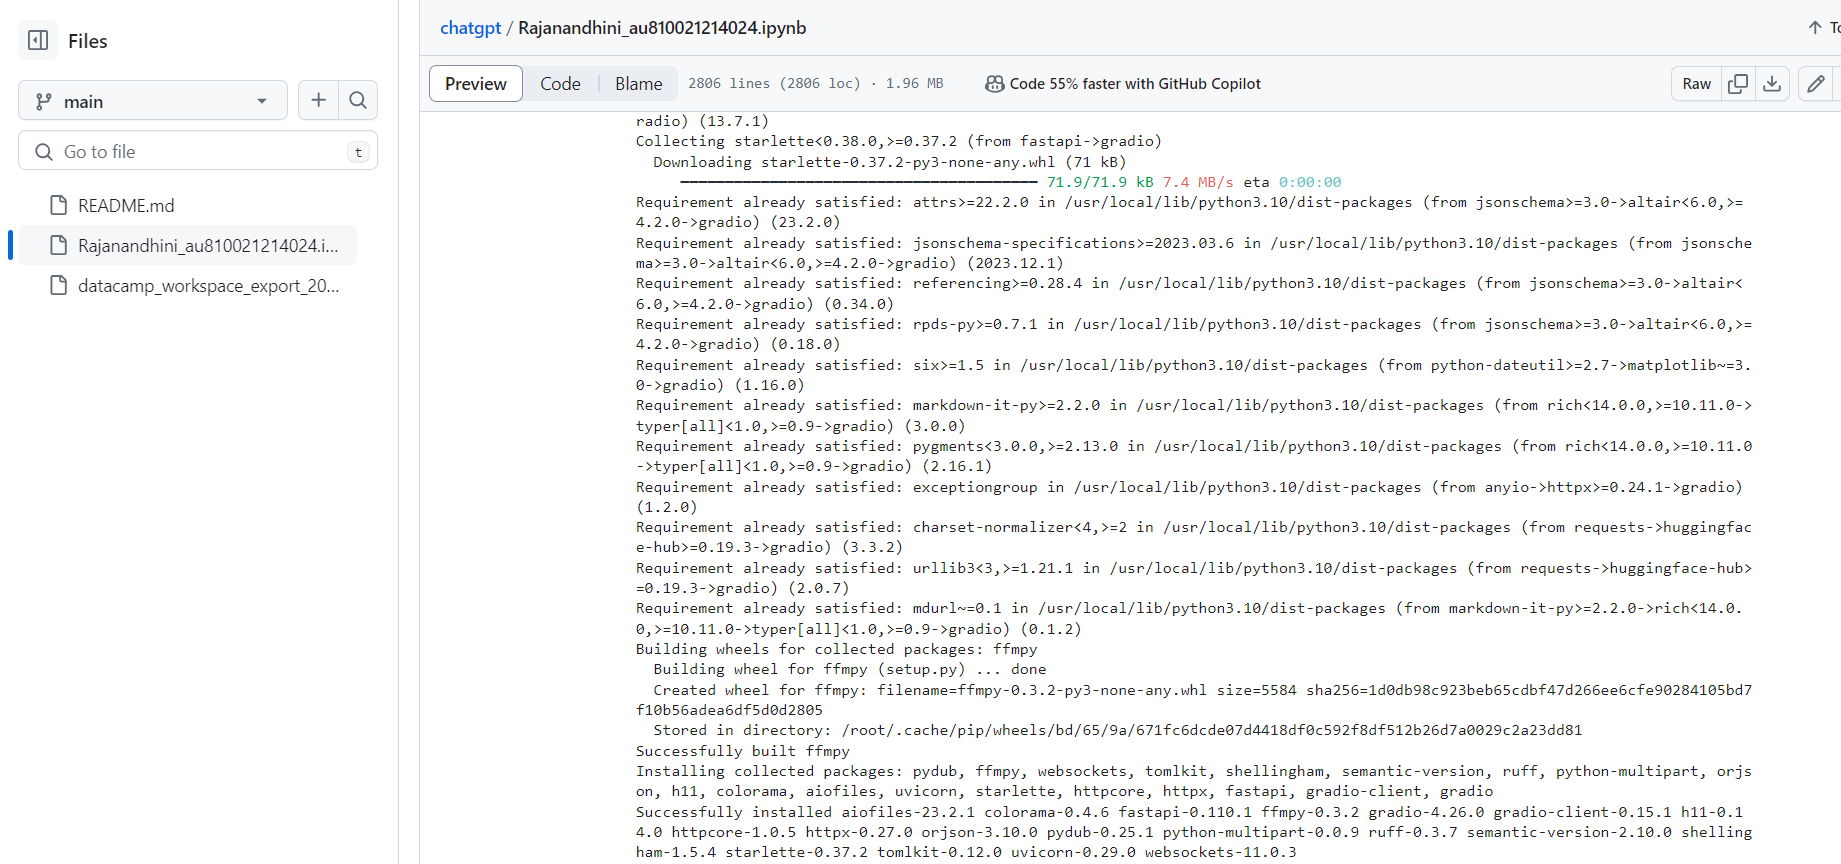 Files
main
Go to file
t
README.md
Rajanandhini_au810021214024.i...
datacamp_workspace_export_20...
chatgpt / Rajanandhini_au810021214024.ipynb
Preview Code Blame 2806 lines (2806 loc) · 1.96 MB Code 55% faster with GitHub Copilot Raw
radio) (13.7.1)
Collecting starlette<0.38.0,>=0.37.2 (from fastapi->gradio)
Downloading starlette-0.37.2-py3-none-any.whl (71 kB)
71.9/71.9 kB 7.4 MB/s eta 0:00:00
Requirement already satisfied: attrs>=22.2.0 in /usr/local/lib/python3.10/dist-packages (from jsonschema>=3.0->altair<6.0,>=
4.2.0->gradio) (23.2.0)
Requirement already satisfied: jsonschema-specifications>=2023.03.6 in /usr/local/lib/python3.10/dist-packages (from jsonsche
ma>=3.0->altair<6.0,>=4.2.0->gradio) (2023.12.1)
Requirement already satisfied: referencing>=0.28.4 in /usr/local/lib/python3.10/dist-packages (from jsonschema>=3.0->altair<
6.0,>=4.2.0->gradio) (0.34.0)
Requirement already satisfied: rpds-py>=0.7.1 in /usr/local/lib/python3.10/dist-packages (from jsonschema>=3.0->altair<6.0,>=
4.2.0->gradio) (0.18.0)
Requirement already satisfied: six>=1.5 in /usr/local/lib/python3.10/dist-packages (from python-dateutil>=2.7->matplotlib~=3.
0->gradio) (1.16.0)
Requirement already satisfied: markdown-it-py>=2.2.0 in /usr/local/lib/python3.10/dist-packages (from rich<14.0.0,>=10.11.0->
typer[all]<1.0,>=0.9->gradio) (3.0.0)
Requirement already satisfied: pygments<3.0.0,>=2.13.0 in /usr/local/lib/python3.10/dist-packages (from rich<14.0.0,>=10.11.0
->typer[all]<1.0,>=0.9->gradio) (2.16.1)
Requirement already satisfied: exceptiongroup in /usr/local/lib/python3.10/dist-packages (from anyio->httpx>=0.24.1->gradio)
(1.2.0)
Requirement already satisfied: charset-normalizer<4,>=2 in /usr/local/lib/python3.10/dist-packages (from requests->huggingfac
e-hub>=0.19.3->gradio) (3.3.2)
Requirement already satisfied: urllib3<3,>=1.21.1 in /usr/local/lib/python3.10/dist-packages (from requests->huggingface-hub>
=0.19.3->gradio) (2.0.7)
Requirement already satisfied: mdurl~=0.1 in /usr/local/lib/python3.10/dist-packages (from markdown-it-py>=2.2.0->rich<14.0.
0,>=10.11.0->typer[all]<1.0,>=0.9->gradio) (0.1.2)
Building wheels for collected packages: ffmpy
Building wheel for ffmpy (setup.py) ... done
Created wheel for ffmpy: filename=ffmpy-0.3.2-py3-none-any.whl size=5584 sha256=1d0db98c923beb65cdbf47d266ee6cfe90284105bd7
f10b56adea6df5d0d2805
Stored in directory: /root/.cache/pip/wheels/bd/65/9a/671fc6dcde07d4418df0c592f8df512b26d7a0029c2a23dd81
Successfully built ffmpy
Installing collected packages: pydub, ffmpy, websockets, tomlkit, shellingham, semantic-version, ruff, python-multipart, orjs
on, h11, colorama, aiofiles, uvicorn, starlette, httpcore, httpx, fastapi, gradio-client, gradio
Successfully installed aiofiles-23.2.1 colorama-0.4.6 fastapi-0.110.1 ffmpy-0.3.2 gradio-4.26.0 gradio-client-0.15.1 h11-0.1
4.0 httpcore-1.0.5 httpx-0.27.0 orjson-3.10.0 pydub-0.25.1 python-multipart-0.0.9 ruff-0.3.7 semantic-version-2.10.0 shelling
ham-1.5.4 starlette-0.37.2 tomlkit-0.12.0 uvicorn-0.29.0 websockets-11.0.3